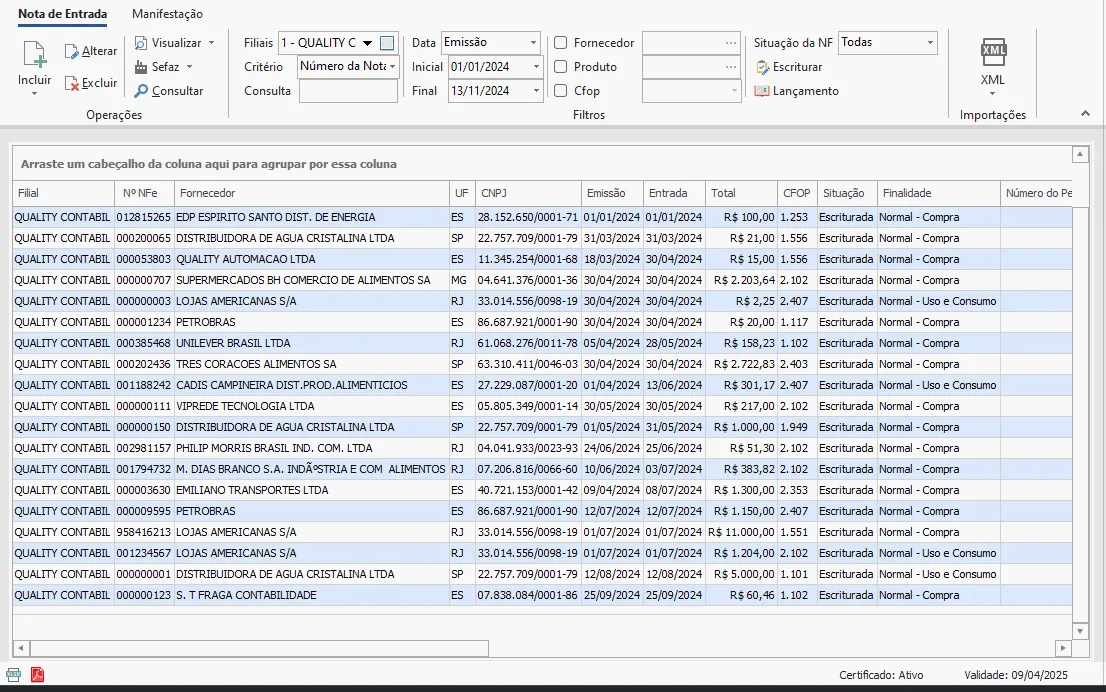 Nota de Entrada Manifestação
Incluir Alterar Excluir Visualizar Sefaz Consultar
Operações
Filiais 1 - QUALITY C Data Emissão Fornecedor ... Situação da NF Todas
Critério Número da Nota Inicial 01/01/2024 Produto ... Escriturar
Consulta Final 13/11/2024 Cfop Lançamento
Filtros
XML
XML
Importações
Arraste um cabeçalho da coluna aqui para agrupar por essa coluna
Filial Nº NFe Fornecedor UF CNPJ Emissão Entrada Total CFOP Situação Finalidade Número do Pe
QUALITY CONTABIL 012815265 EDP ESPIRITO SANTO DIST. DE ENERGIA ES 28.152.650/0001-71 01/01/2024 01/01/2024 R$ 100,00 1.253 Escriturada Normal - Compra
QUALITY CONTABIL 000200065 DISTRIBUIDORA DE AGUA CRISTALINA LTDA SP 22.757.709/0001-79 31/03/2024 31/03/2024 R$ 21,00 1.556 Escriturada Normal - Compra
QUALITY CONTABIL 000053803 QUALITY AUTOMACAO LTDA ES 11.345.254/0001-68 18/03/2024 30/04/2024 R$ 15,00 1.556 Escriturada Normal - Compra
QUALITY CONTABIL 000000707 SUPERMERCADOS BH COMERCIO DE ALIMENTOS SA MG 04.641.376/0001-36 30/04/2024 30/04/2024 R$ 2.203,64 2.102 Escriturada Normal - Compra
QUALITY CONTABIL 000000003 LOJAS AMERICANAS S/A RJ 33.014.556/0098-19 30/04/2024 30/04/2024 R$ 2,25 2.407 Escriturada Normal - Uso e Consumo
QUALITY CONTABIL 000001234 PETROBRAS ES 86.687.921/0001-90 30/04/2024 30/04/2024 R$ 20,00 1.117 Escriturada Normal - Compra
QUALITY CONTABIL 000385468 UNILEVER BRASIL LTDA RJ 61.068.276/0011-78 05/04/2024 28/05/2024 R$ 158,23 1.102 Escriturada Normal - Compra
QUALITY CONTABIL 000202436 TRES CORACOES ALIMENTOS SA SP 63.310.411/0046-03 30/04/2024 30/04/2024 R$ 2.722,83 2.403 Escriturada Normal - Compra
QUALITY CONTABIL 001188242 CADIS CAMPINEIRA DIST.PROD.ALIMENTICIOS ES 27.229.087/0001-20 01/04/2024 13/06/2024 R$ 301,17 2.407 Escriturada Normal - Uso e Consumo
QUALITY CONTABIL 000000111 VIPREDE TECNOLOGIA LTDA ES 05.805.349/0001-14 30/05/2024 30/05/2024 R$ 217,00 2.102 Escriturada Normal - Compra
QUALITY CONTABIL 000000150 DISTRIBUIDORA DE AGUA CRISTALINA LTDA SP 22.757.709/0001-79 01/05/2024 31/05/2024 R$ 1.000,00 1.949 Escriturada Normal - Compra
QUALITY CONTABIL 002981157 PHILIP MORRIS BRASIL IND. COM. LTDA RJ 04.041.933/0023-93 24/06/2024 25/06/2024 R$ 51,30 2.102 Escriturada Normal - Compra
QUALITY CONTABIL 001794732 M. DIAS BRANCO S.A. INDÃºSTRIA E COM ALIMENTOS RJ 07.206.816/0066-60 10/06/2024 03/07/2024 R$ 383,82 2.102 Escriturada Normal - Compra
QUALITY CONTABIL 000003630 EMILIANO TRANSPORTES LTDA ES 40.721.153/0001-42 09/04/2024 08/07/2024 R$ 1.300,00 2.353 Escriturada Normal - Compra
QUALITY CONTABIL 000009595 PETROBRAS ES 86.687.921/0001-90 12/07/2024 12/07/2024 R$ 1.150,00 2.407 Escriturada Normal - Compra
QUALITY CONTABIL 958416213 LOJAS AMERICANAS S/A RJ 33.014.556/0098-19 01/07/2024 01/07/2024 R$ 11.000,00 1.551 Escriturada Normal - Compra
QUALITY CONTABIL 001234567 LOJAS AMERICANAS S/A RJ 33.014.556/0098-19 01/07/2024 01/07/2024 R$ 1.204,00 2.102 Escriturada Normal - Uso e Consumo
QUALITY CONTABIL 000000001 DISTRIBUIDORA DE AGUA CRISTALINA LTDA SP 22.757.709/0001-79 12/08/2024 12/08/2024 R$ 5.000,00 1.101 Escriturada Normal - Uso e Consumo
QUALITY CONTABIL 000000123 S. T FRAGA CONTABILIDADE ES 07.838.084/0001-86 25/09/2024 25/09/2024 R$ 60,46 1.102 Escriturada Normal - Compra
Certificado: Ativo Validade: 09/04/2025